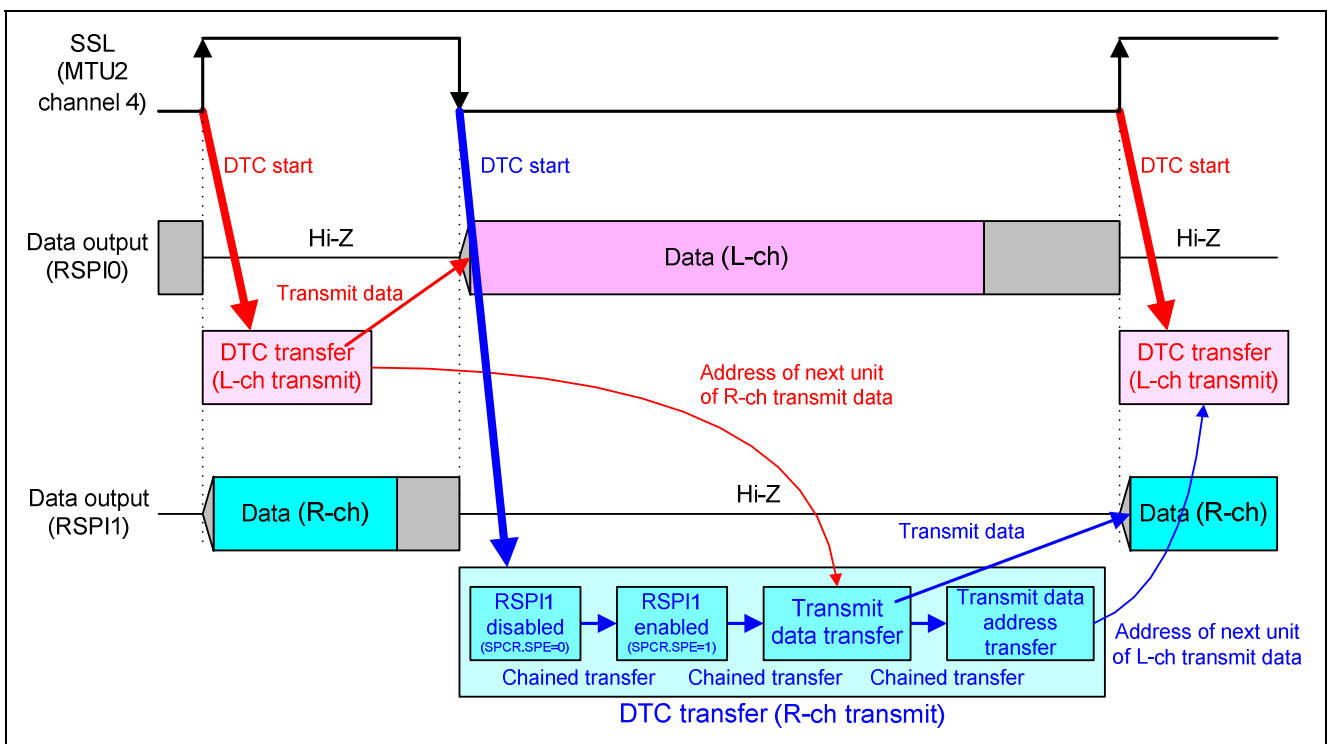 SSL
(MTU2
channel 4)
DTC start
DTC start
DTC start
Data output
(RSPI0)
Hi-Z
Data (L-ch)
Hi-Z
Transmit data
DTC transfer
(L-ch transmit)
Address of next unit
of R-ch transmit data
DTC transfer
(L-ch transmit)
Data output
(RSPI1)
Data (R-ch)
Hi-Z
Transmit data
Data (R-ch)
RSPI1
disabled
(SPCR.SPE=0)
RSPI1
enabled
(SPCR.SPE=1)
Transmit
data transfer
Transmit data
address
transfer
Address of next unit
of L-ch transmit data
Chained transfer
Chained transfer
Chained transfer
DTC transfer (R-ch transmit)